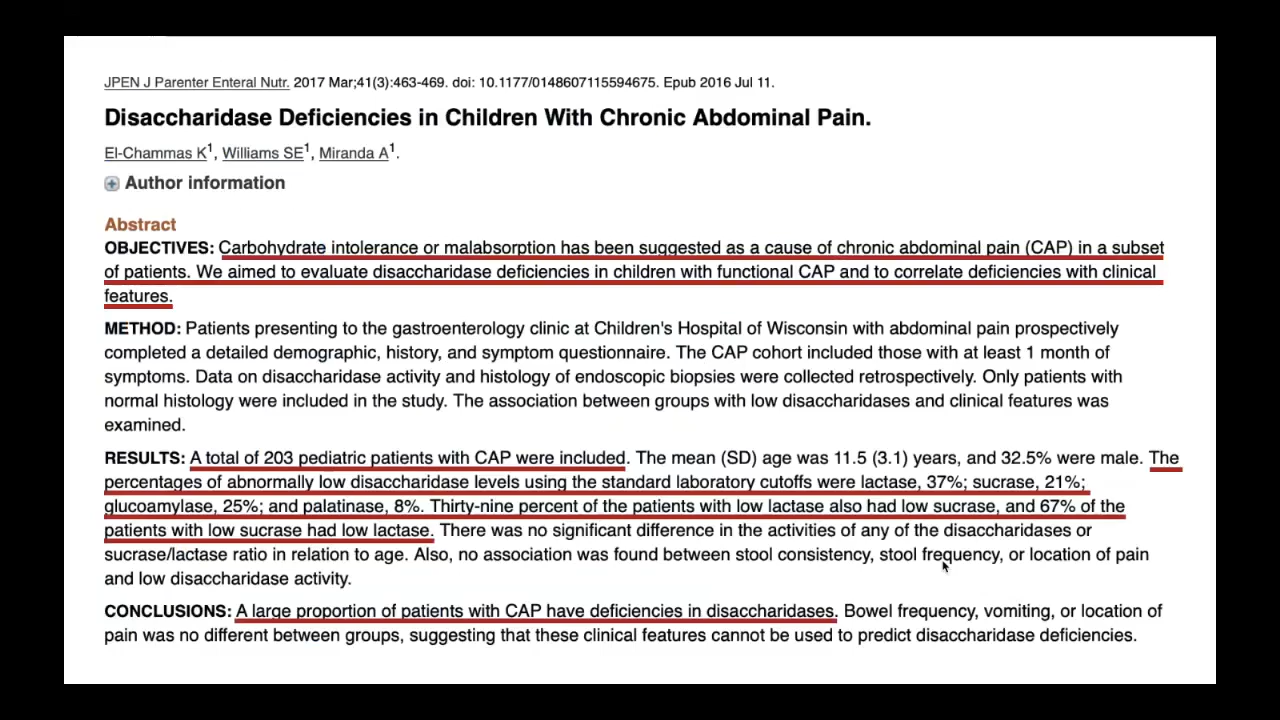 JPEN J Parenter Enteral Nutr. 2017 Mar;41(3):463-469. doi: 10.1177/0148607115594675. Epub 2016 Jul 11.
Disaccharidase Deficiencies in Children With Chronic Abdominal Pain.
El-Chammas K1, Williams SE1, Miranda A1.
Author information
Abstract
OBJECTIVES: Carbohydrate intolerance or malabsorption has been suggested as a cause of chronic abdominal pain (CAP) in a subset
of patients. We aimed to evaluate disaccharidase deficiencies in children with functional CAP and to correlate deficiencies with clinical
features.
METHOD: Patients presenting to the gastroenterology clinic at Children's Hospital of Wisconsin with abdominal pain prospectively
completed a detailed demographic, history, and symptom questionnaire. The CAP cohort included those with at least 1 month of
symptoms. Data on disaccharidase activity and histology of endoscopic biopsies were collected retrospectively. Only patients with
normal histology were included in the study. The association between groups with low disaccharidases and clinical features was
examined.
RESULTS: A total of 203 pediatric patients with CAP were included. The mean (SD) age was 11.5 (3.1) years, and 32.5% were male. The
percentages of abnormally low disaccharidase levels using the standard laboratory cutoffs were lactase, 37%; sucrase, 21%;
glucoamylase, 25%; and palatinase, 8%. Thirty-nine percent of the patients with low lactase also had low sucrase, and 67% of the
patients with low sucrase had low lactase. There was no significant difference in the activities of any of the disaccharidases or
sucrase/lactase ratio in relation to age. Also, no association was found between stool consistency, stool frequency, or location of pain
and low disaccharidase activity.
CONCLUSIONS: A large proportion of patients with CAP have deficiencies in disaccharidases. Bowel frequency, vomiting, or location of
pain was no different between groups, suggesting that these clinical features cannot be used to predict disaccharidase deficiencies.